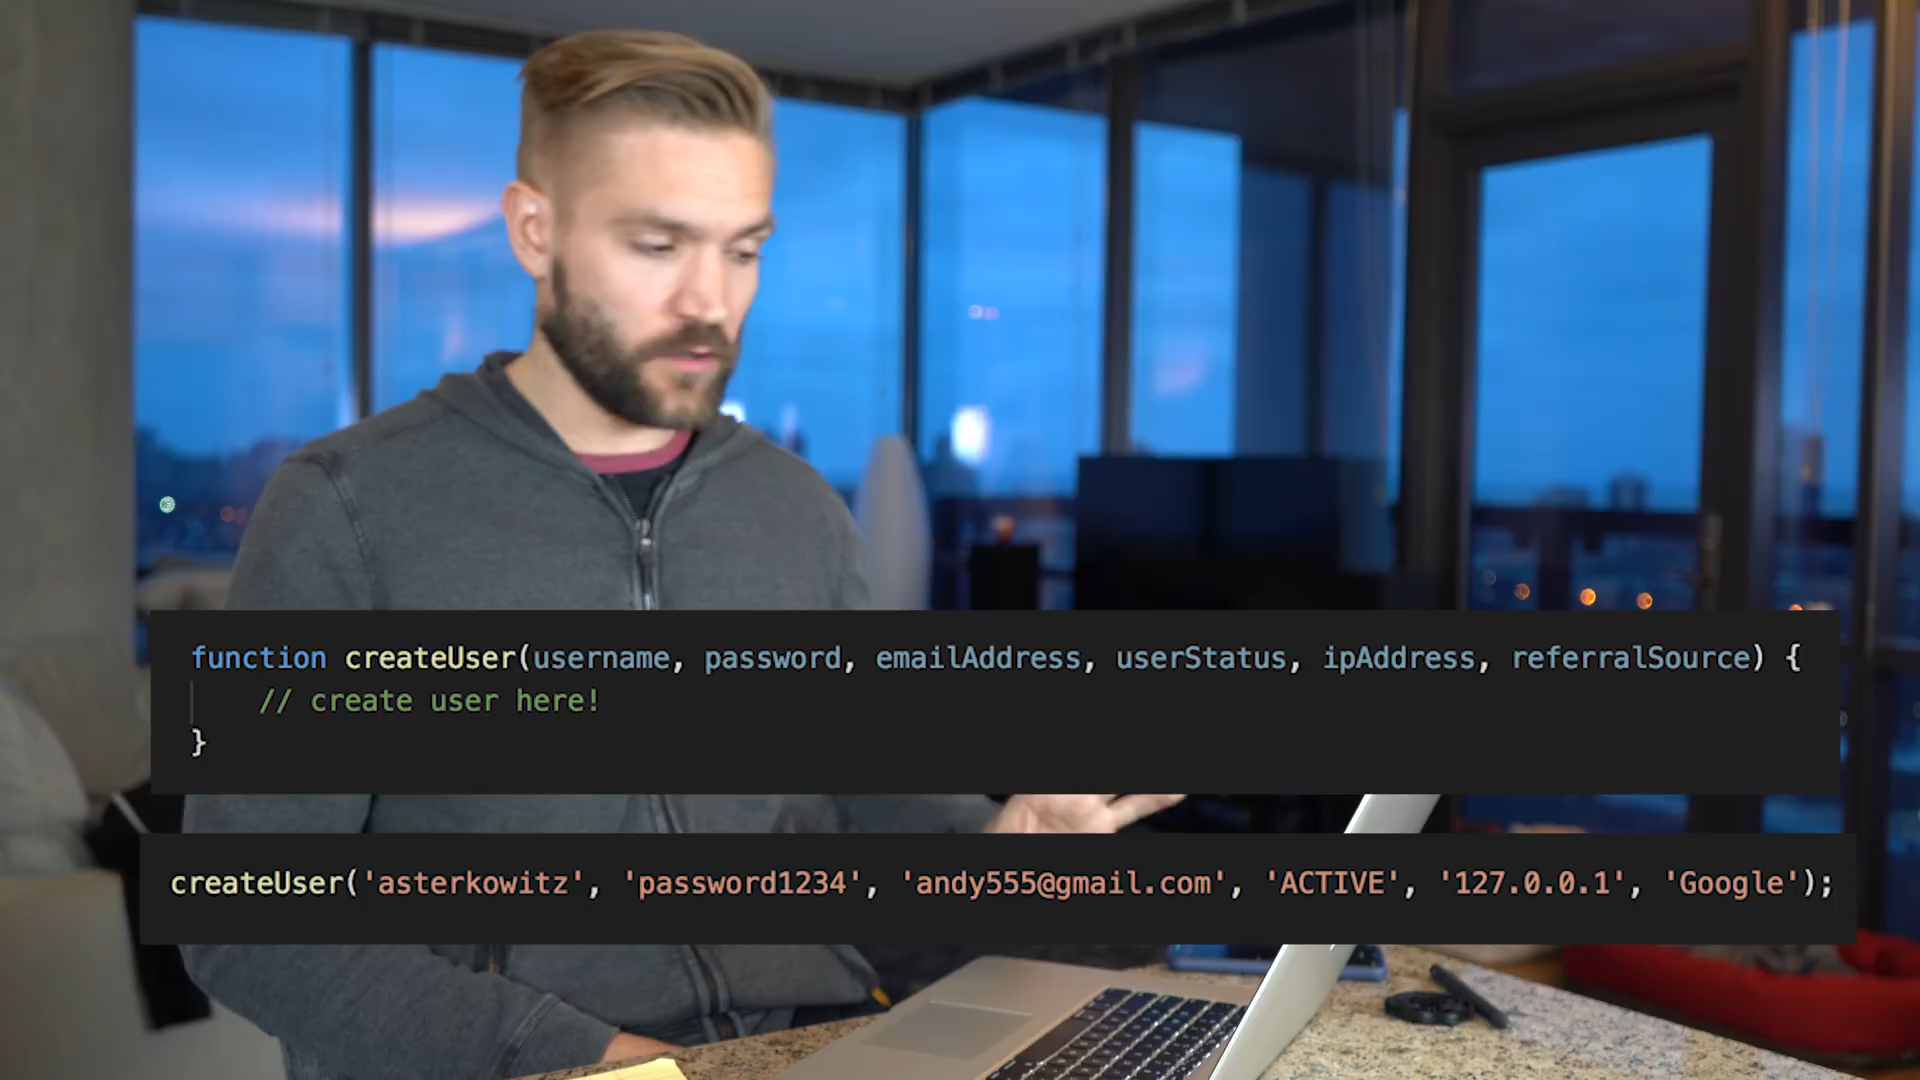 function createUser(username, password, emailAddress, userStatus, ipAddress, referralSource) {
// create user here!
}
createUser('asterkowitz', 'password1234', 'andy555@gmail.com', 'ACTIVE', '127.0.0.1', 'Google');